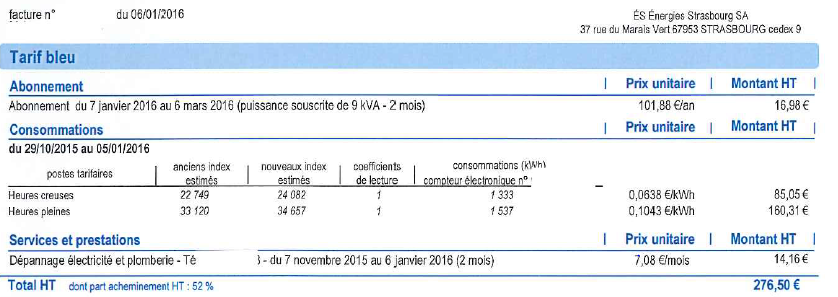 facture n° du 06/01/2016
ÉS Énergies Strasbourg SA
37 rue du Marais Vert 67953 STRASBOURG cedex 9
Tarif bleu
Abonnement | Prix unitaire | Montant HT
Abonnement du 7 janvier 2016 au 6 mars 2016 (puissance souscrite de 9 kVA - 2 mois) 101,88 €/an 16,98 €
Consommations | Prix unitaire | Montant HT
du 29/10/2015 au 05/01/2016
postes tarifaires | anciens index estimés | nouveaux index estimés | coefficients de lecture | consommations (kWh) compteur électronique n°
Heures creuses 22 749 24 082 1 1 333 0,0638 €/kWh 85,05 €
Heures pleines 33 120 34 657 1 1 537 0,1043 €/kWh 160,31 €
Services et prestations | Prix unitaire | Montant HT
Dépannage électricité et plomberie - Té - du 7 novembre 2015 au 6 janvier 2016 (2 mois) 7,08 €/mois 14,16 €
Total HT dont part acheminement HT : 52 % 276,50 €